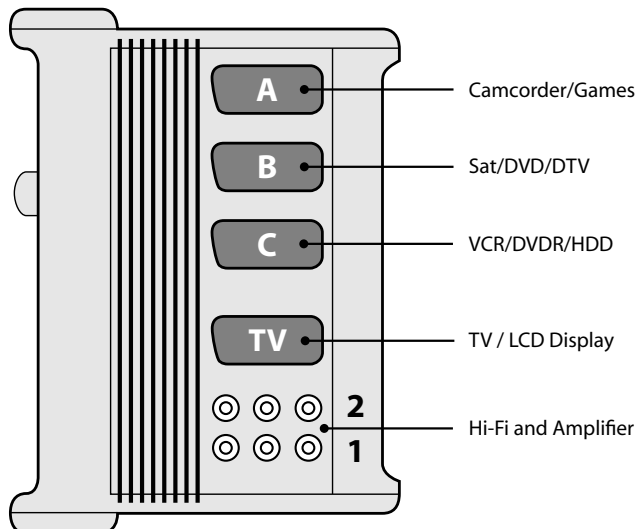 A
Camcorder/Games
B
Sat/DVD/DTV
C
VCR/DVDR/HDD
TV
TV / LCD Display
2
Hi-Fi and Amplifier
1